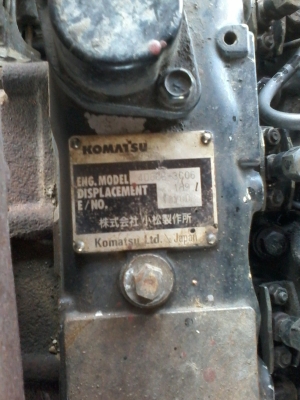 KOMATSU
ENG. MODEL
DISPLACEMENT
E/NO.
株式会社 小松製作所
Komatsu Ltd., Japan